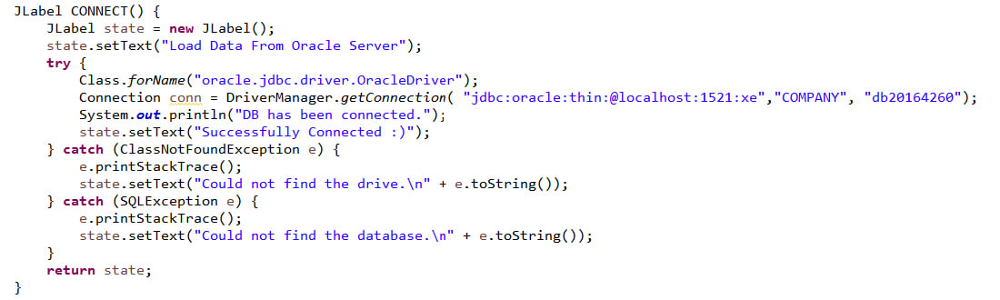 JLabel CONNECT() {
    JLabel state = new JLabel();
    state.setText("Load Data From Oracle Server");
    try {
        Class.forName("oracle.jdbc.driver.OracleDriver");
        Connection conn = DriverManager.getConnection( "jdbc:oracle:thin:@localhost:1521:xe","COMPANY", "db20164260");
        System.out.println("DB has been connected.");
        state.setText("Successfully Connected :)");
    } catch (ClassNotFoundException e) {
        e.printStackTrace();
        state.setText("Could not find the drive.\n" + e.toString());
    } catch (SQLException e) {
        e.printStackTrace();
        state.setText("Could not find the database.\n" + e.toString());
    }
    return state;
}